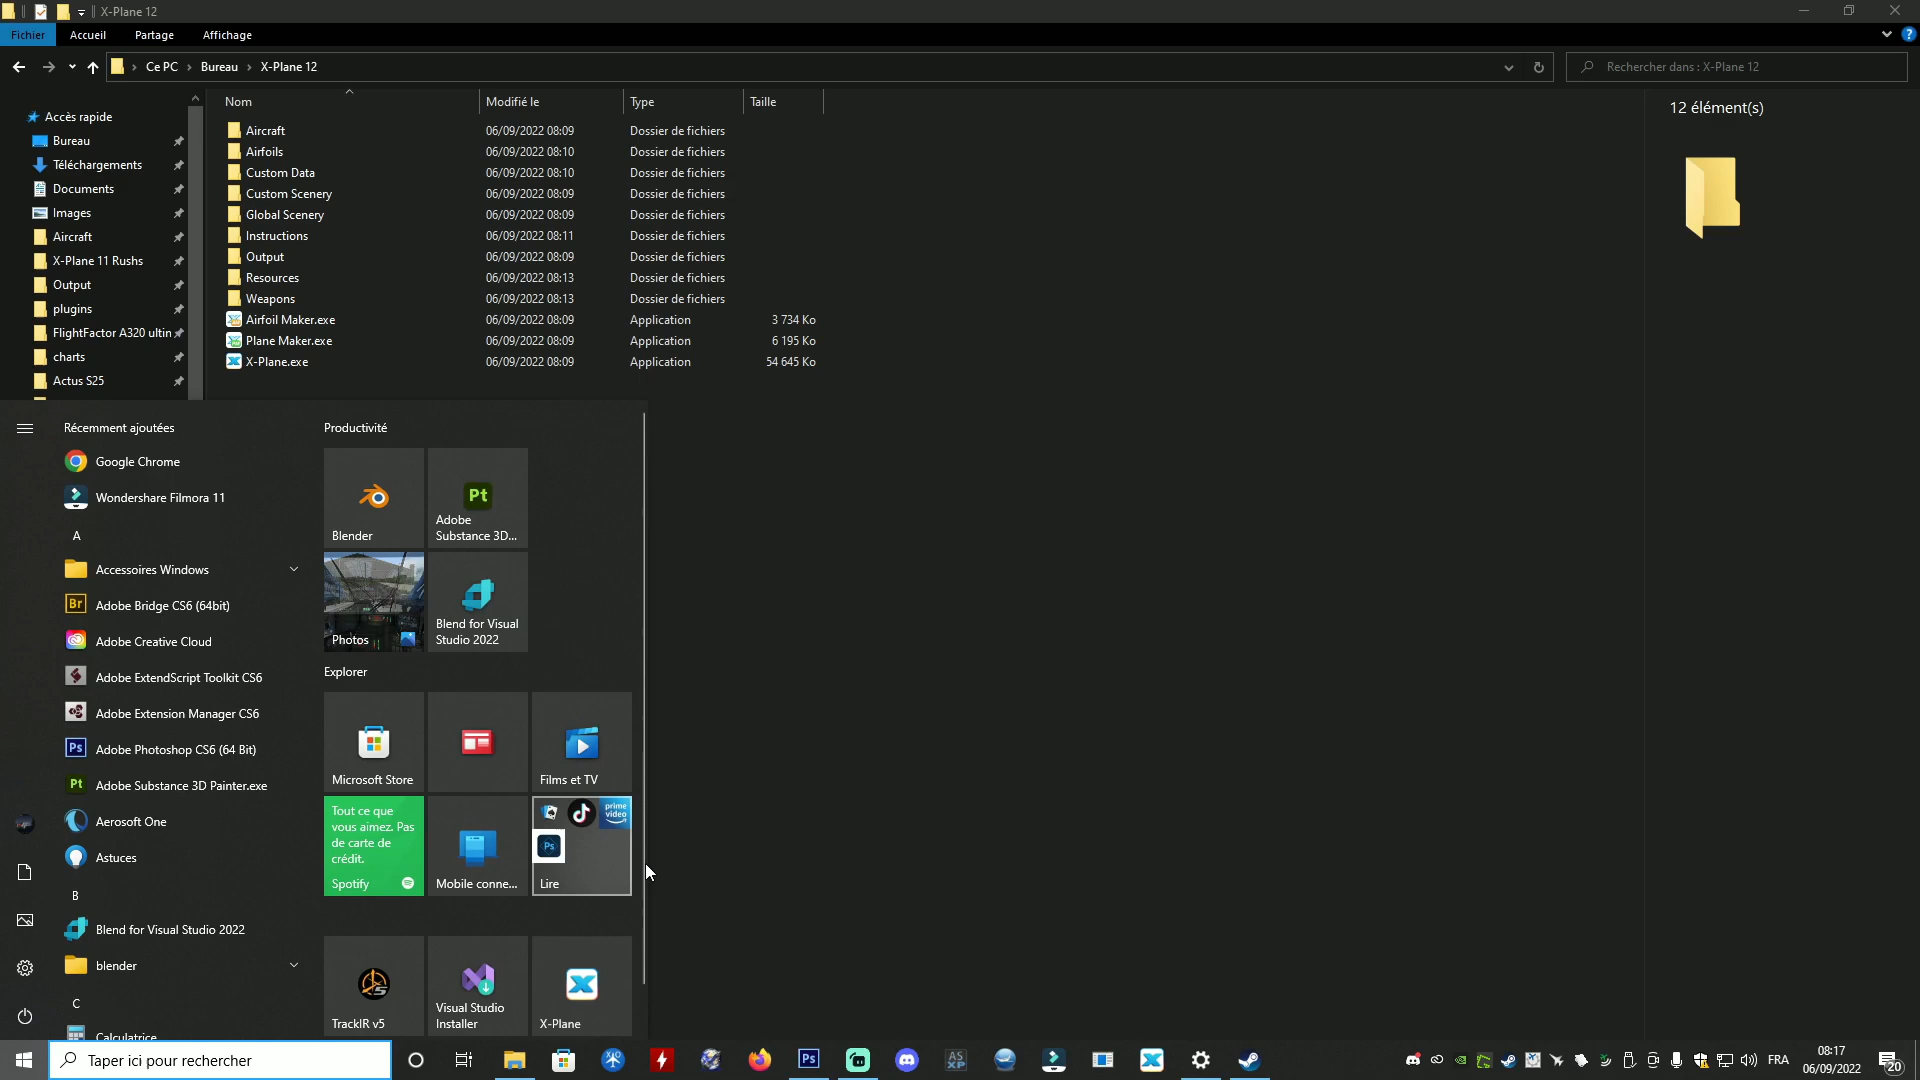 X-Plane 12
Fichier
Accueil
Partage
Affichage
Ce PC
Bureau
X-Plane 12
Rechercher dans : X-Plane 12
Nom
Modifié le
Type
Taille
Accès rapide
Bureau
Téléchargements
Documents
Images
Aircraft
X-Plane 11 Rushs
Output
plugins
FlightFactor A320 ultin
charts
Actus S25
Aircraft 06/09/2022 08:09 Dossier de fichiers
Airfoils 06/09/2022 08:10 Dossier de fichiers
Custom Data 06/09/2022 08:10 Dossier de fichiers
Custom Scenery 06/09/2022 08:09 Dossier de fichiers
Global Scenery 06/09/2022 08:09 Dossier de fichiers
Instructions 06/09/2022 08:11 Dossier de fichiers
Output 06/09/2022 08:09 Dossier de fichiers
Resources 06/09/2022 08:13 Dossier de fichiers
Weapons 06/09/2022 08:13 Dossier de fichiers
Airfoil Maker.exe 06/09/2022 08:09 Application 3 734 Ko
Plane Maker.exe 06/09/2022 08:09 Application 6 195 Ko
X-Plane.exe 06/09/2022 08:09 Application 54 645 Ko
12 élément(s)
Récemment ajoutées
Google Chrome
Wondershare Filmora 11
A
Accessoires Windows
Br Adobe Bridge CS6 (64bit)
Adobe Creative Cloud
Adobe ExtendScript Toolkit CS6
Adobe Extension Manager CS6
Ps Adobe Photoshop CS6 (64 Bit)
Pt Adobe Substance 3D Painter.exe
Aerosoft One
Astuces
B
Blend for Visual Studio 2022
blender
C
Calculatrice
Productivité
Blender
Pt
Adobe
Substance 3D...
Photos
Blend for Visual
Studio 2022
Explorer
Microsoft Store
Films et TV
Tout ce que
vous aimez. Pas
de carte de
crédit.
Spotify
Mobile conne...
prime
video
Ps
Lire
TrackIR v5
Visual Studio
Installer
X-Plane
Taper ici pour rechercher
Ps
AS
XP
FRA
08:17
06/09/2022
20